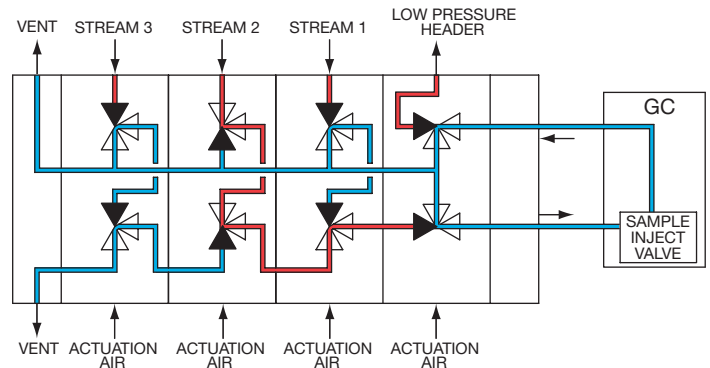 LOW PRESSURE
HEADER
VENT
STREAM 3
STREAM 2
STREAM 1
GC
SAMPLE
INJECT
VALVE
VENT
ACTUATION
AIR
ACTUATION
AIR
ACTUATION
AIR
ACTUATION
AIR